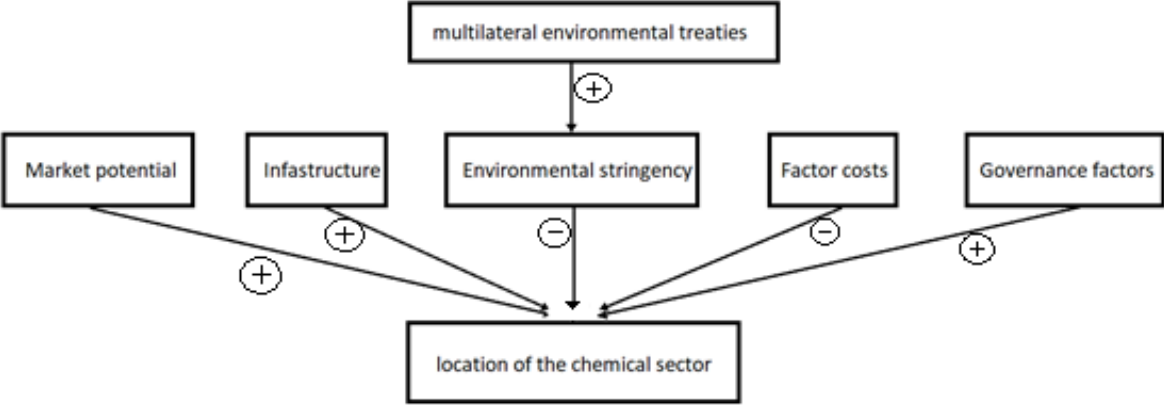 multilateral environmental treaties
+
Market potential
Infastructure
Environmental stringency
Factor costs
Governance factors
+
+
−
−
+
location of the chemical sector